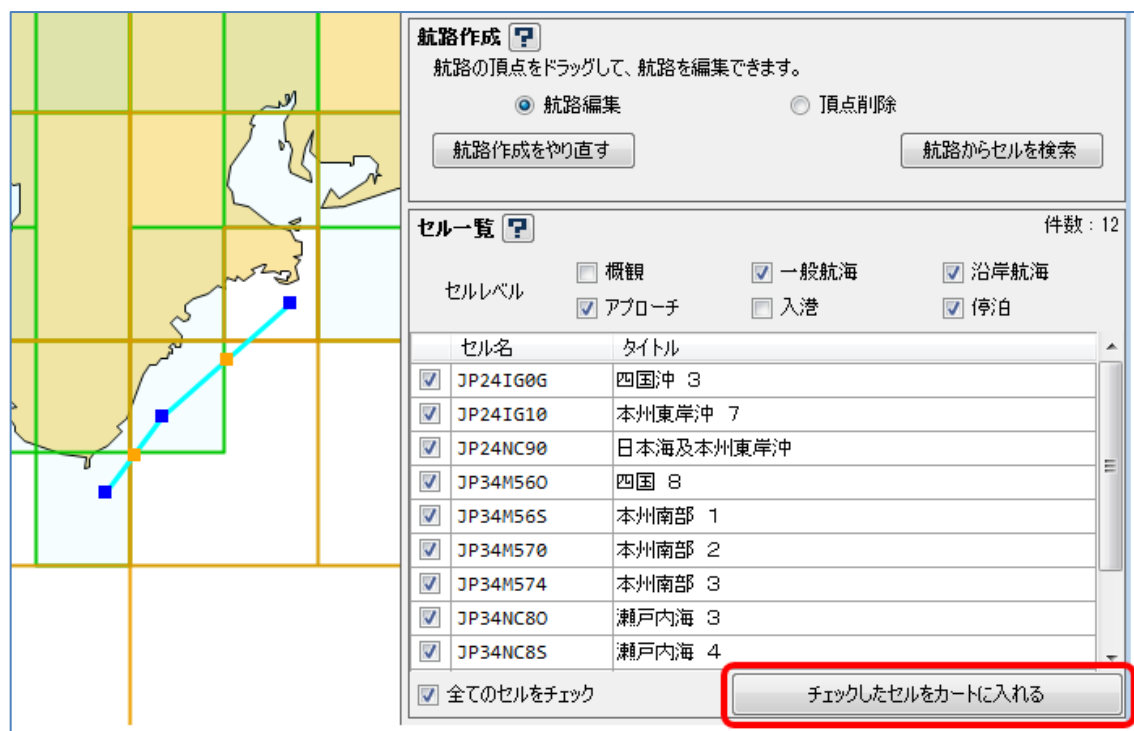 航路作成 ?
航路の頂点をドラッグして、航路を編集できます。
航路編集 頂点削除
航路作成をやり直す 航路からセルを検索
セル一覧 ? 件数：12
セルレベル
概観 一般航海 沿岸航海
アプローチ 入港 停泊
セル名 タイトル
JP24IG0G 四国沖 3
JP24IG10 本州東岸沖 7
JP24NC90 日本海及本州東岸沖
JP34M56O 四国 8
JP34M56S 本州南部 1
JP34M570 本州南部 2
JP34M574 本州南部 3
JP34NC8O 瀬戸内海 3
JP34NC8S 瀬戸内海 4
全てのセルをチェック チェックしたセルをカートに入れる